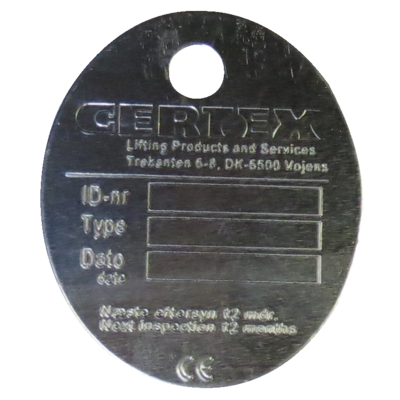 CERTEX
Lifting Products and Services
Trekanten 6-8, DK-6500 Vojens
ID-nr
Type
Dato
date
Næste eftersyn 12 mdr.
Next inspection 12 months
CE